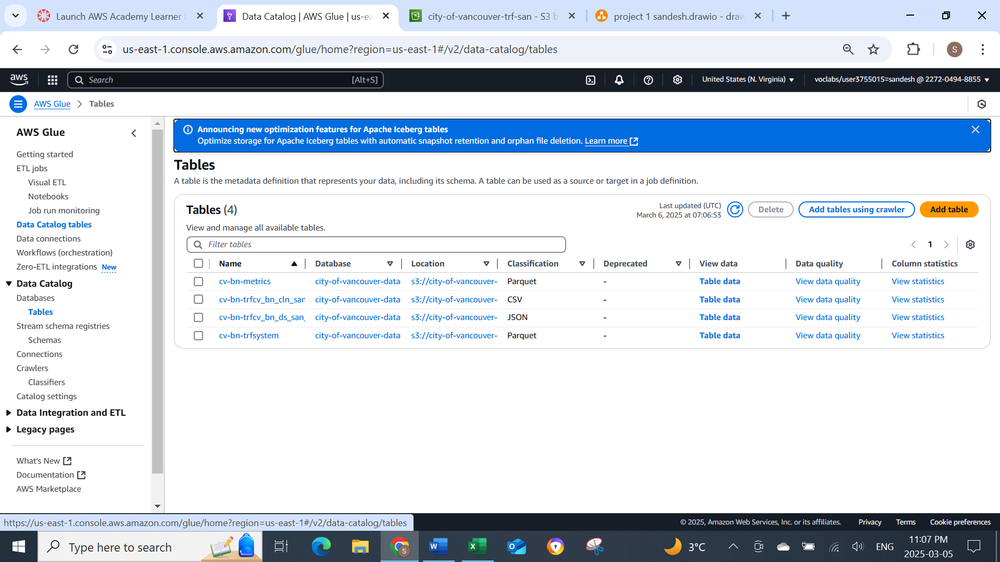 Launch AWS Academy Learner L
Data Catalog | AWS Glue | us-ea
city-of-vancouver-trf-san - S3 b
project 1 sandesh.drawio - draw
us-east-1.console.aws.amazon.com/glue/home?region=us-east-1#/v2/data-catalog/tables
S
aws
Search
[Alt+S]
United States (N. Virginia)
voclabs/user3755015=sandesh @ 2272-0494-8855
AWS Glue
Tables
AWS Glue
Getting started
ETL jobs
Visual ETL
Notebooks
Job run monitoring
Data Catalog tables
Data connections
Workflows (orchestration)
Zero-ETL integrations New
Data Catalog
Databases
Tables
Stream schema registries
Schemas
Connections
Crawlers
Classifiers
Catalog settings
Data Integration and ETL
Legacy pages
What's New
Documentation
AWS Marketplace
Announcing new optimization features for Apache Iceberg tables
Optimize storage for Apache Iceberg tables with automatic snapshot retention and orphan file deletion. Learn more
Tables
A table is the metadata definition that represents your data, including its schema. A table can be used as a source or target in a job definition.
Tables (4)
Last updated (UTC)
March 6, 2025 at 07:06:53
Delete
Add tables using crawler
Add table
View and manage all available tables.
Filter tables
1
Name Database Location Classification Deprecated View data Data quality Column statistics
cv-bn-metrics city-of-vancouver-data- s3://city-of-vancouver- Parquet - Table data View data quality View statistics
cv-bn-trfcv_bn_cln_san city-of-vancouver-data- s3://city-of-vancouver- CSV - Table data View data quality View statistics
cv-bn-trfcv_bn_ds_san_ city-of-vancouver-data- s3://city-of-vancouver- JSON - Table data View data quality View statistics
cv-bn-trfsystem city-of-vancouver-data- s3://city-of-vancouver- Parquet - Table data View data quality View statistics
https://us-east-1.console.aws.amazon.com/glue/home?region=us-east-1#/v2/data-catalog/tables
© 2025, Amazon Web Services, Inc. or its affiliates.
Privacy
Terms
Cookie preferences
Type here to search
3°C
ENG
11:07 PM
2025-03-05